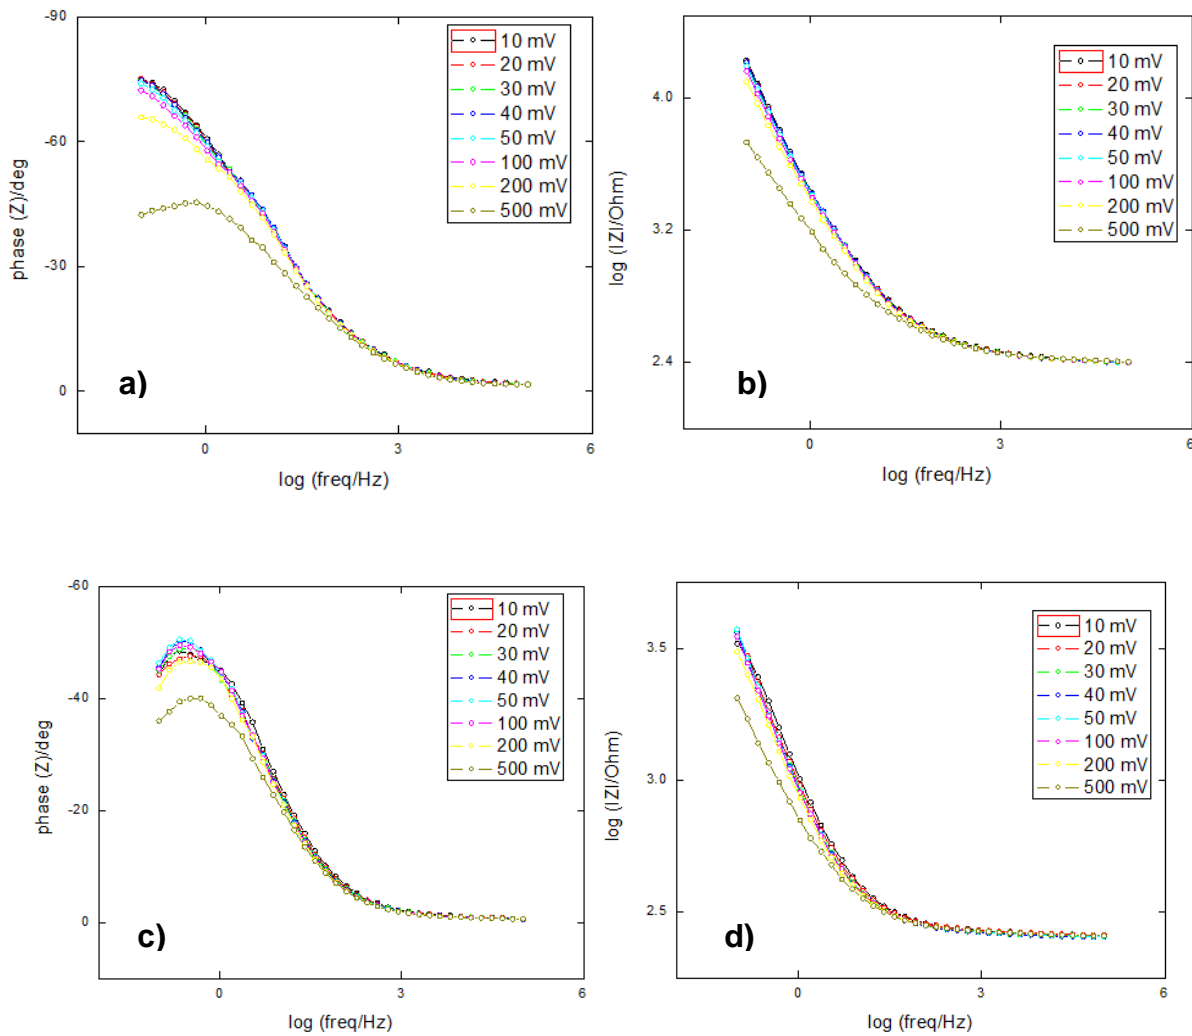 -90
-60
-30
0
phase (Z)/deg
10 mV
20 mV
30 mV
40 mV
50 mV
100 mV
200 mV
500 mV
a)
0
3
6
log (freq/Hz)
4.0
3.2
2.4
log (IZI/Ohm)
10 mV
20 mV
30 mV
40 mV
50 mV
100 mV
200 mV
500 mV
b)
0
3
6
log (freq/Hz)
-60
-40
-20
0
phase (Z)/deg
10 mV
20 mV
30 mV
40 mV
50 mV
100 mV
200 mV
500 mV
c)
0
3
6
log (freq/Hz)
3.5
3.0
2.5
log (IZI/Ohm)
10 mV
20 mV
30 mV
40 mV
50 mV
100 mV
200 mV
500 mV
d)
0
3
6
log (freq/Hz)